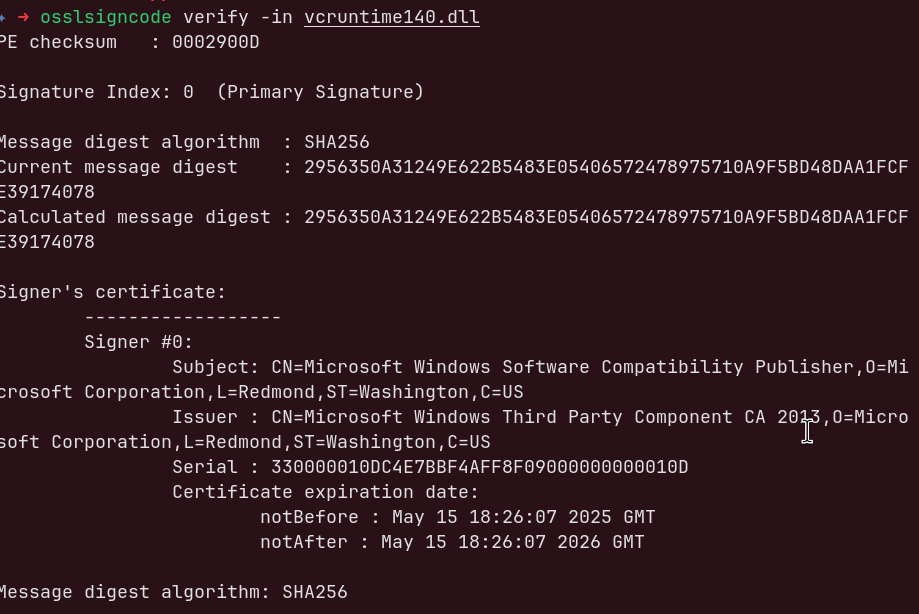 ✦ → osslsigncode verify -in vcruntime140.dll
PE checksum   : 0002900D
Signature Index: 0  (Primary Signature)
Message digest algorithm  : SHA256
Current message digest    : 2956350A31249E622B5483E05406572478975710A9F5BD48DAA1FCF
E39174078
Calculated message digest : 2956350A31249E622B5483E05406572478975710A9F5BD48DAA1FCF
E39174078
Signer's certificate:
------------------
Signer #0:
Subject: CN=Microsoft Windows Software Compatibility Publisher,O=Mi
crosoft Corporation,L=Redmond,ST=Washington,C=US
Issuer : CN=Microsoft Windows Third Party Component CA 2013,O=Micro
soft Corporation,L=Redmond,ST=Washington,C=US
Serial : 330000010DC4E7BBF4AFF8F09000000000010D
Certificate expiration date:
notBefore : May 15 18:26:07 2025 GMT
notAfter : May 15 18:26:07 2026 GMT
Message digest algorithm: SHA256